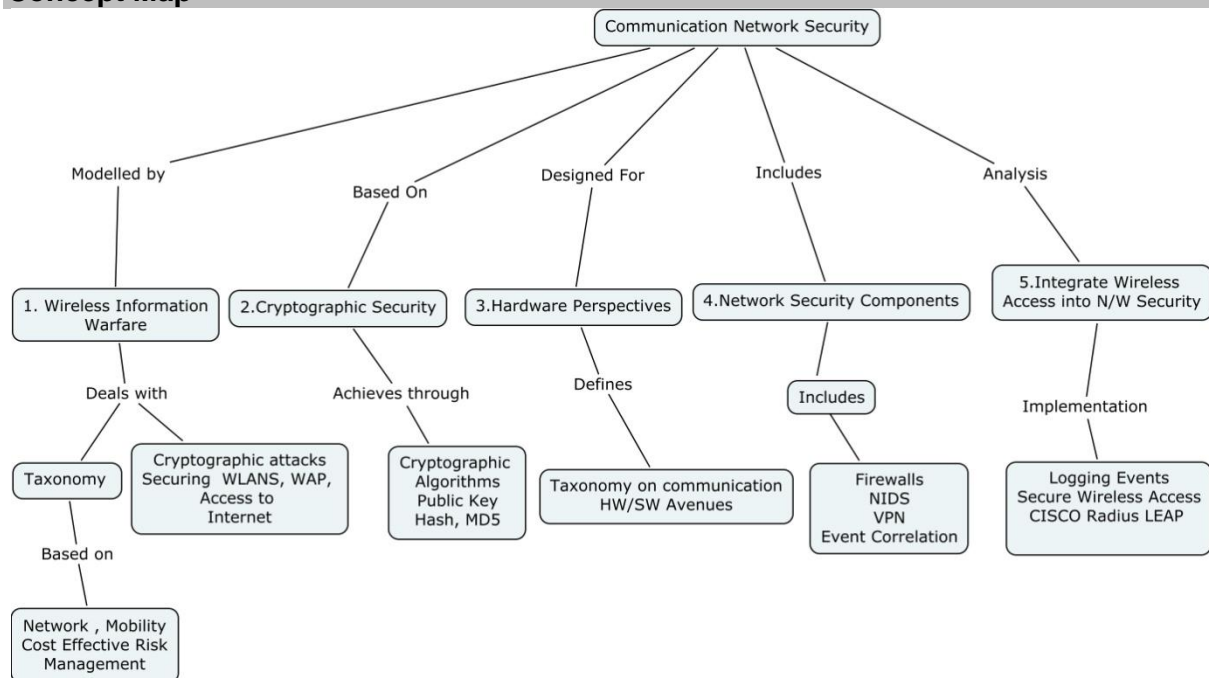 Concept Map
Communication Network Security
Modelled by
Based On
Designed For
Includes
Analysis
1. Wireless Information
Warfare
2.Cryptographic Security
3.Hardware Perspectives
4.Network Security Components
5.Integrate Wireless
Access into N/W Security
Deals with
Achieves through
Defines
Includes
Implementation
Taxonomy
Cryptographic attacks
Securing WLANS, WAP,
Access to
Internet
Cryptographic
Algorithms
Public Key
Hash, MD5
Taxonomy on communication
HW/SW Avenues
Firewalls
NIDS
VPN
Event Correlation
Logging Events
Secure Wireless Access
CISCO Radius LEAP
Based on
Network , Mobility
Cost Effective Risk
Management